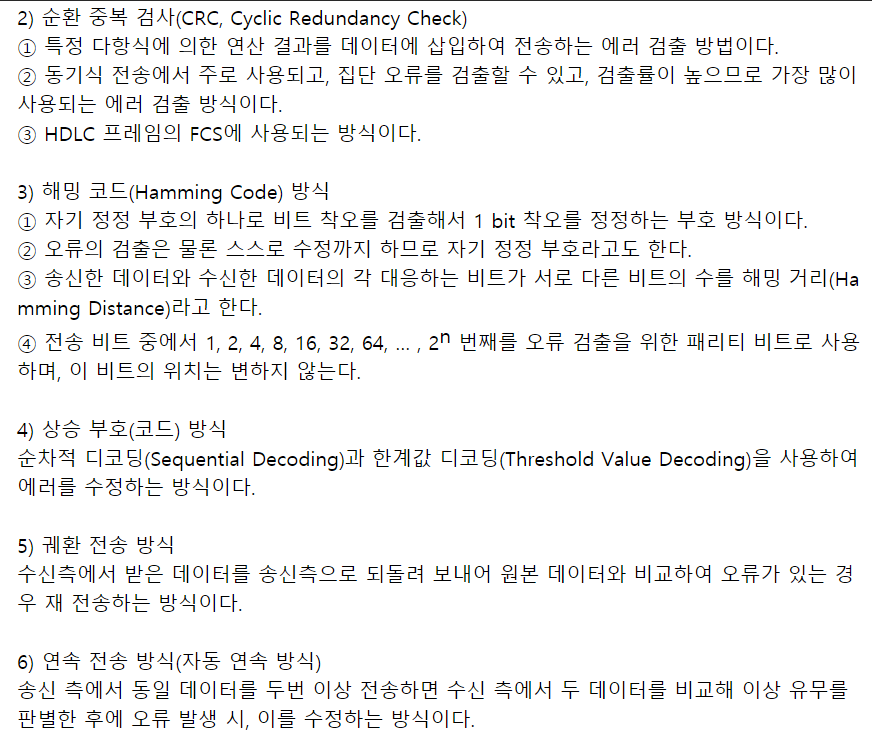 2) 순환 중복 검사(CRC, Cyclic Redundancy Check)
① 특정 다항식에 의한 연산 결과를 데이터에 삽입하여 전송하는 에러 검출 방법이다.
② 동기식 전송에서 주로 사용되고, 집단 오류를 검출할 수 있고, 검출률이 높으므로 가장 많이
사용되는 에러 검출 방식이다.
③ HDLC 프레임의 FCS에 사용되는 방식이다.
3) 해밍 코드(Hamming Code) 방식
① 자기 정정 부호의 하나로 비트 착오를 검출해서 1 bit 착오를 정정하는 부호 방식이다.
② 오류의 검출은 물론 스스로 수정까지 하므로 자기 정정 부호라고도 한다.
③ 송신한 데이터와 수신한 데이터의 각 대응하는 비트가 서로 다른 비트의 수를 해밍 거리(Ha
mming Distance)라고 한다.
④ 전송 비트 중에서 1, 2, 4, 8, 16, 32, 64, ... , 2ⁿ 번째를 오류 검출을 위한 패리티 비트로 사용
하며, 이 비트의 위치는 변하지 않는다.
4) 상승 부호(코드) 방식
순차적 디코딩(Sequential Decoding)과 한계값 디코딩(Threshold Value Decoding)을 사용하여
에러를 수정하는 방식이다.
5) 궤환 전송 방식
수신측에서 받은 데이터를 송신측으로 되돌려 보내어 원본 데이터와 비교하여 오류가 있는 경
우 재 전송하는 방식이다.
6) 연속 전송 방식(자동 연속 방식)
송신 측에서 동일 데이터를 두번 이상 전송하면 수신 측에서 두 데이터를 비교해 이상 유무를
판별한 후에 오류 발생 시, 이를 수정하는 방식이다.